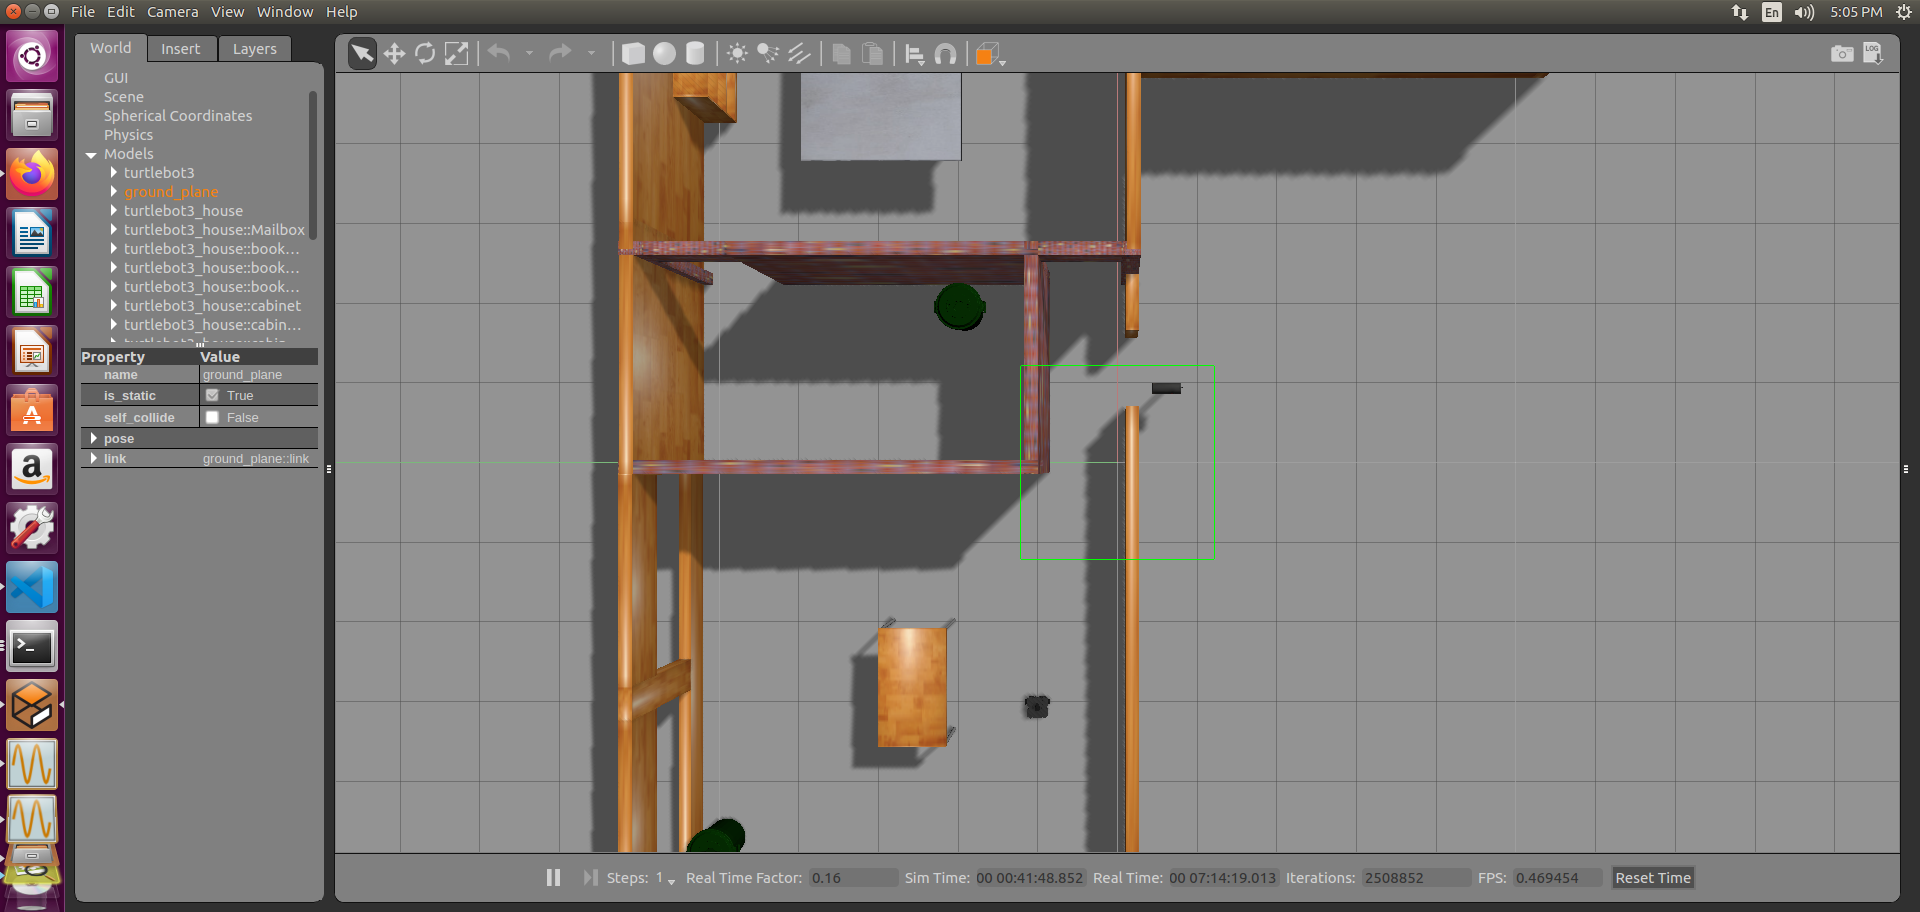 File Edit Camera View Window Help
En 5:05 PM
World Insert Layers
LOG
GUI
Scene
Spherical Coordinates
Physics
Models
turtlebot3
ground_plane
turtlebot3_house
turtlebot3_house::Mailbox
turtlebot3_house::book...
turtlebot3_house::book...
turtlebot3_house::book...
turtlebot3_house::cabinet
turtlebot3_house::cabin...
Property Value
name ground_plane
is_static True
self_collide False
pose
link ground_plane::link
Steps: 1 Real Time Factor: 0.16 Sim Time: 00 00:41:48.852 Real Time: 00 07:14:19.013 Iterations: 2508852 FPS: 0.469454 Reset Time